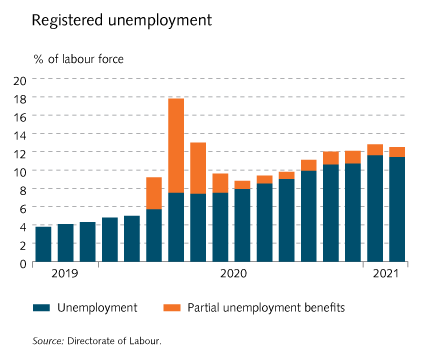 Registered unemployment
% of labour force
20
18
16
14
12
10
8
6
4
2
0
2019 2020 2021
Unemployment Partial unemployment benefits
Source: Directorate of Labour.